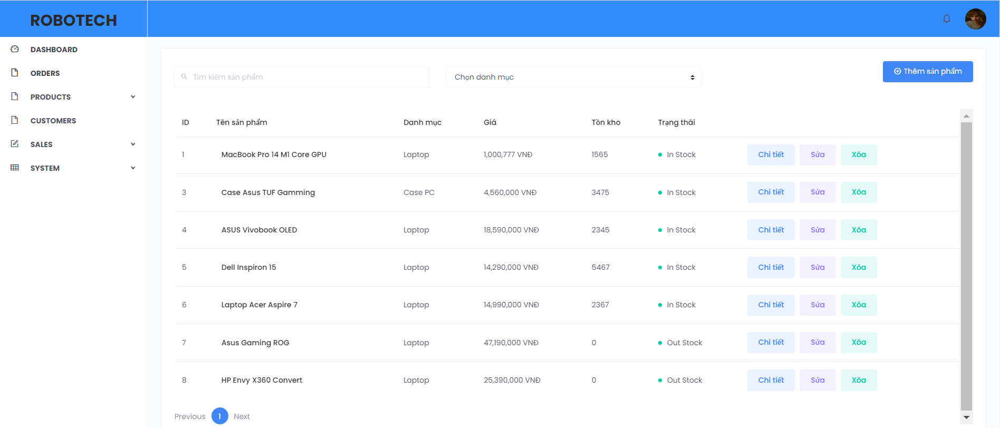 ROBOTECH
DASHBOARD
ORDERS
PRODUCTS
CUSTOMERS
SALES
SYSTEM
Tìm kiếm sản phẩm
Chọn danh mục
Thêm sản phẩm
ID Tên sản phẩm Danh mục Giá Tồn kho Trạng thái
1 MacBook Pro 14 M1 Core GPU Laptop 1,000,777 VNĐ 1565 In Stock Chi tiết Sửa Xóa
3 Case Asus TUF Gamming Case PC 4,560,000 VNĐ 3475 In Stock Chi tiết Sửa Xóa
4 ASUS Vivobook OLED Laptop 18,590,000 VNĐ 2345 In Stock Chi tiết Sửa Xóa
5 Dell Inspiron 15 Laptop 14,290,000 VNĐ 5467 In Stock Chi tiết Sửa Xóa
6 Laptop Acer Aspire 7 Laptop 14,990,000 VNĐ 2367 In Stock Chi tiết Sửa Xóa
7 Asus Gaming ROG Laptop 47,190,000 VNĐ 0 Out Stock Chi tiết Sửa Xóa
8 HP Envy X360 Convert Laptop 25,390,000 VNĐ 0 Out Stock Chi tiết Sửa Xóa
Previous 1 Next